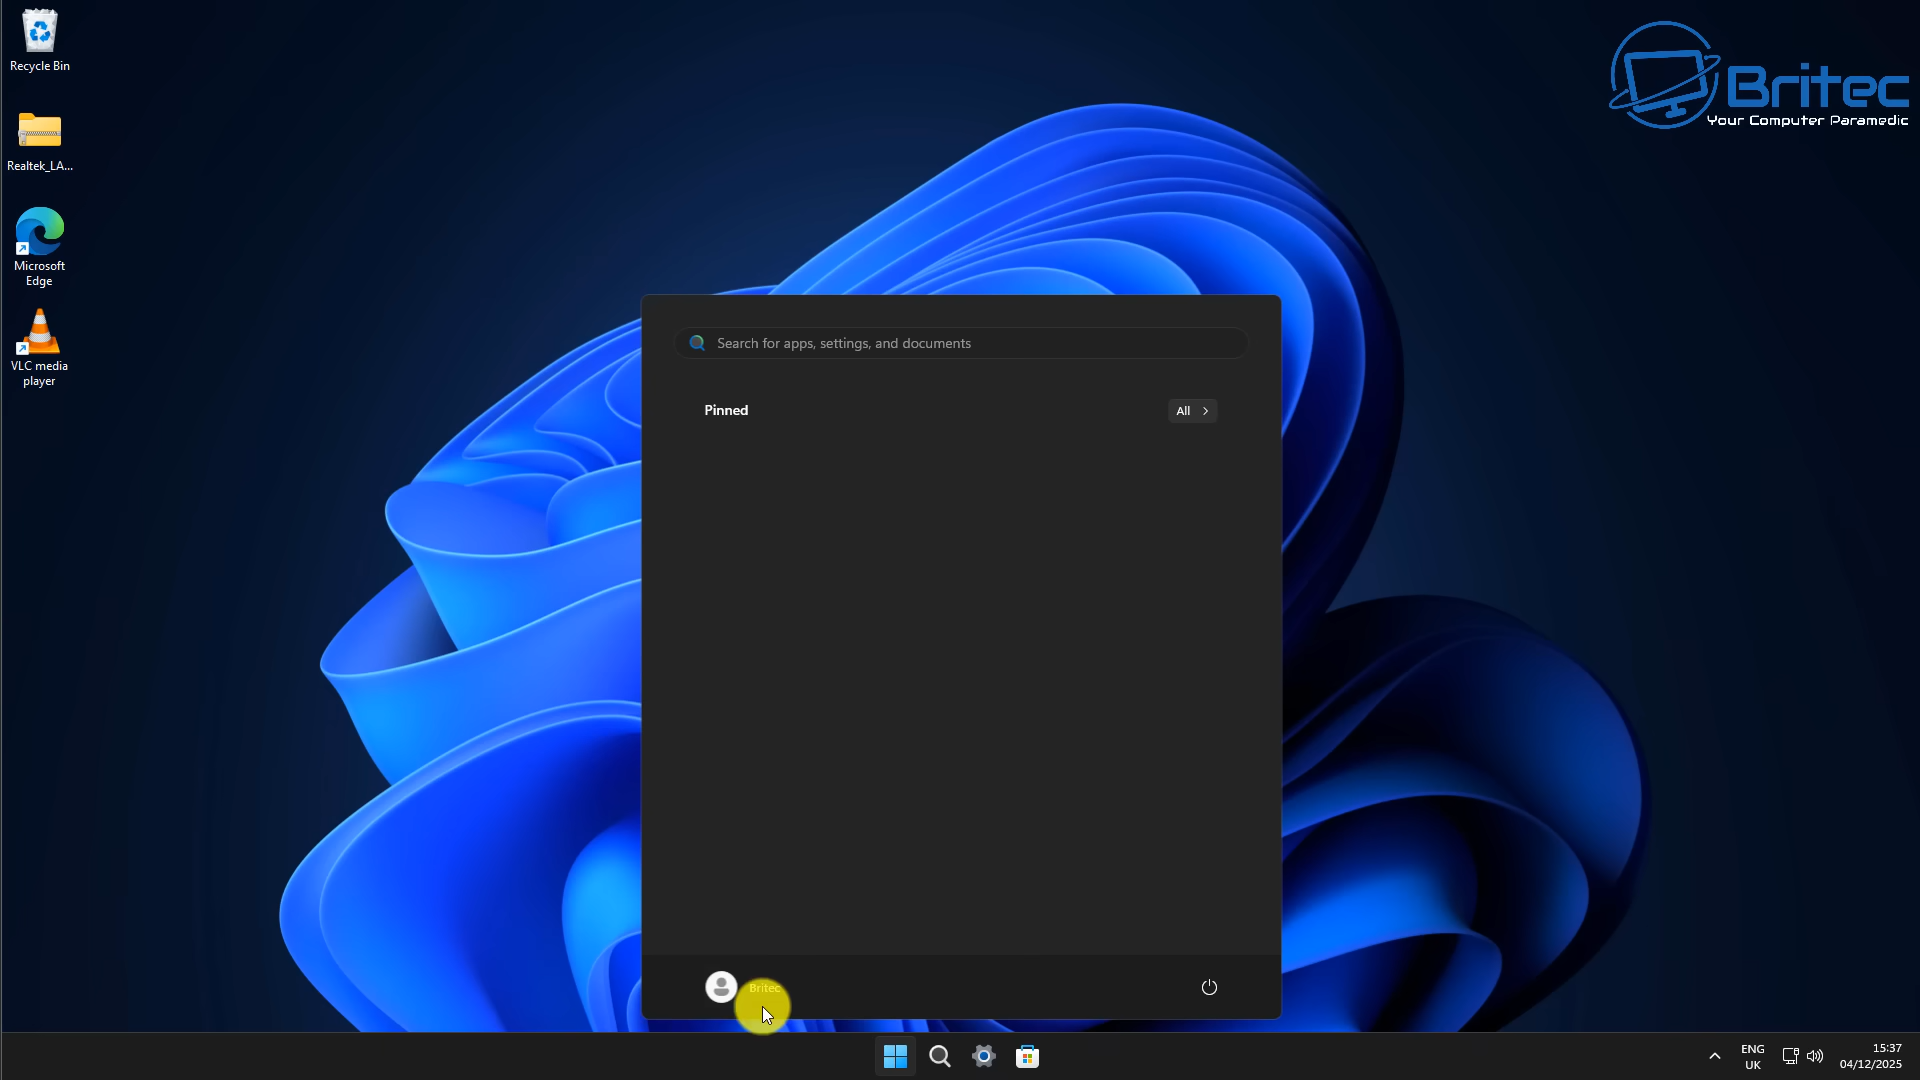 Recycle Bin
Realtek_LA...
Microsoft
Edge
VLC media
player
Britec
Your Computer Paramedic
Search for apps, settings, and documents
Pinned
All
Britec
ENG
UK
15:37
04/12/2025